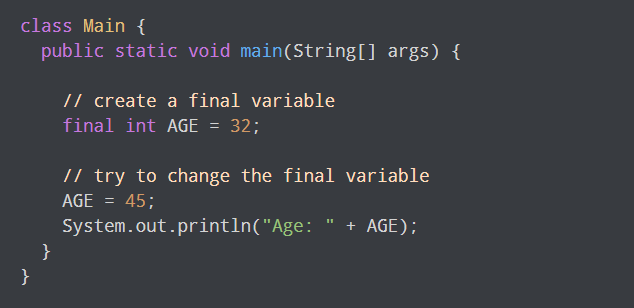 class Main {
  public static void main(String[] args) {

    // create a final variable
    final int AGE = 32;

    // try to change the final variable
    AGE = 45;
    System.out.println("Age: " + AGE);
  }
}